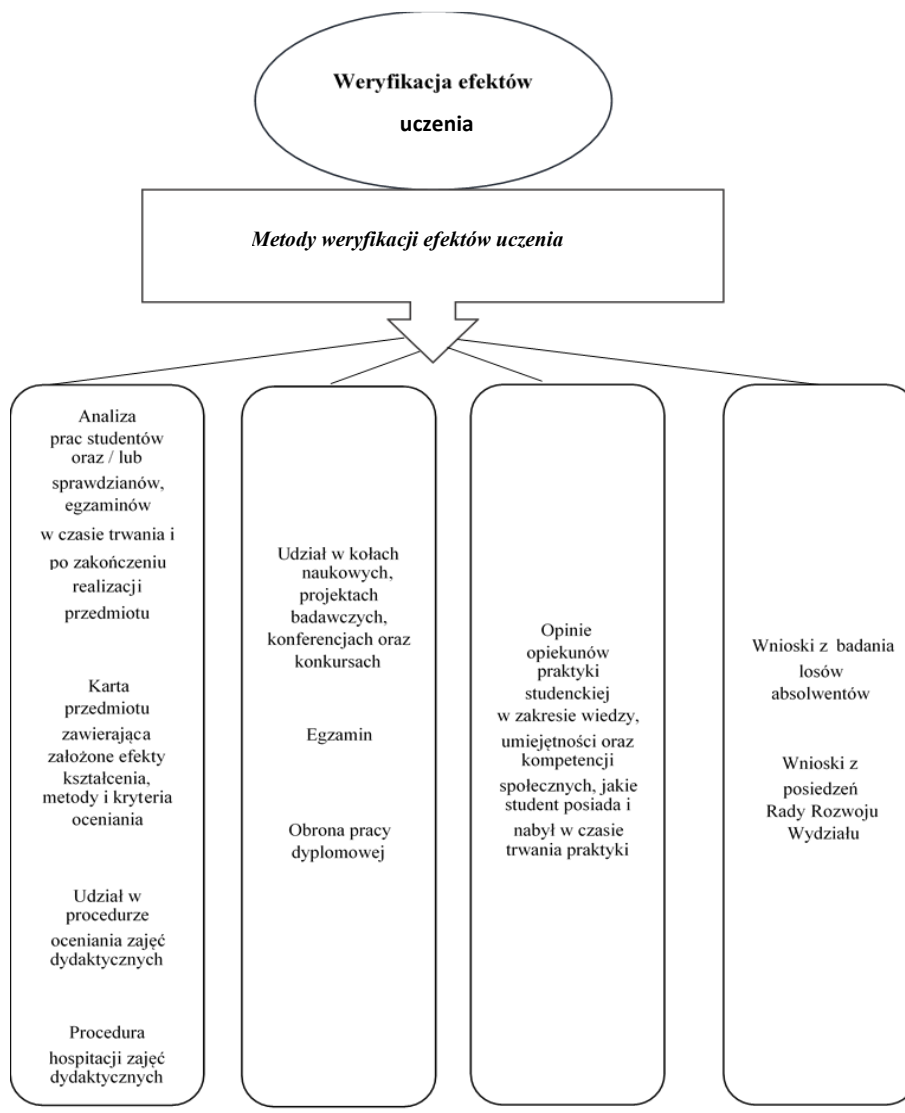 Weryfikacja efektów
uczenia
Metody weryfikacji efektów uczenia
Analiza
prac studentów
oraz / lub
sprawdzianów,
egzaminów
w czasie trwania i
po zakończeniu
realizacji
przedmiotu
Karta
przedmiotu
zawierająca
założone efekty
kształcenia,
metody i kryteria
oceniania
Udział w
procedurze
oceniania zajęć
dydaktycznych
Procedura
hospitacji zajęć
dydaktycznych
Udział w kołach
naukowych,
projektach
badawczych,
konferencjach oraz
konkursach
Egzamin
Obrona pracy
dyplomowej
Opinie
opiekunów
praktyki
studenckiej
w zakresie wiedzy,
umiejętności oraz
kompetencji
społecznych, jakie
student posiada i
nabył w czasie
trwania praktyki
Wnioski z badania
losów
absolwentów
Wnioski z
posiedzeń
Rady Rozwoju
Wydziału